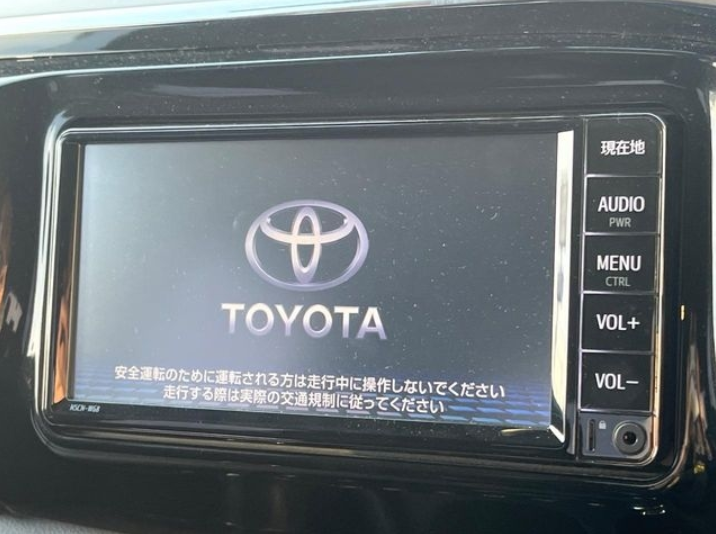 現在地
AUDIO
PWR
MENU
CTRL
VOL+
VOL−
TOYOTA
安全運転のために運転される方は走行中に操作しないでください
走行する際は実際の交通規制に従ってください
NSCN-W68